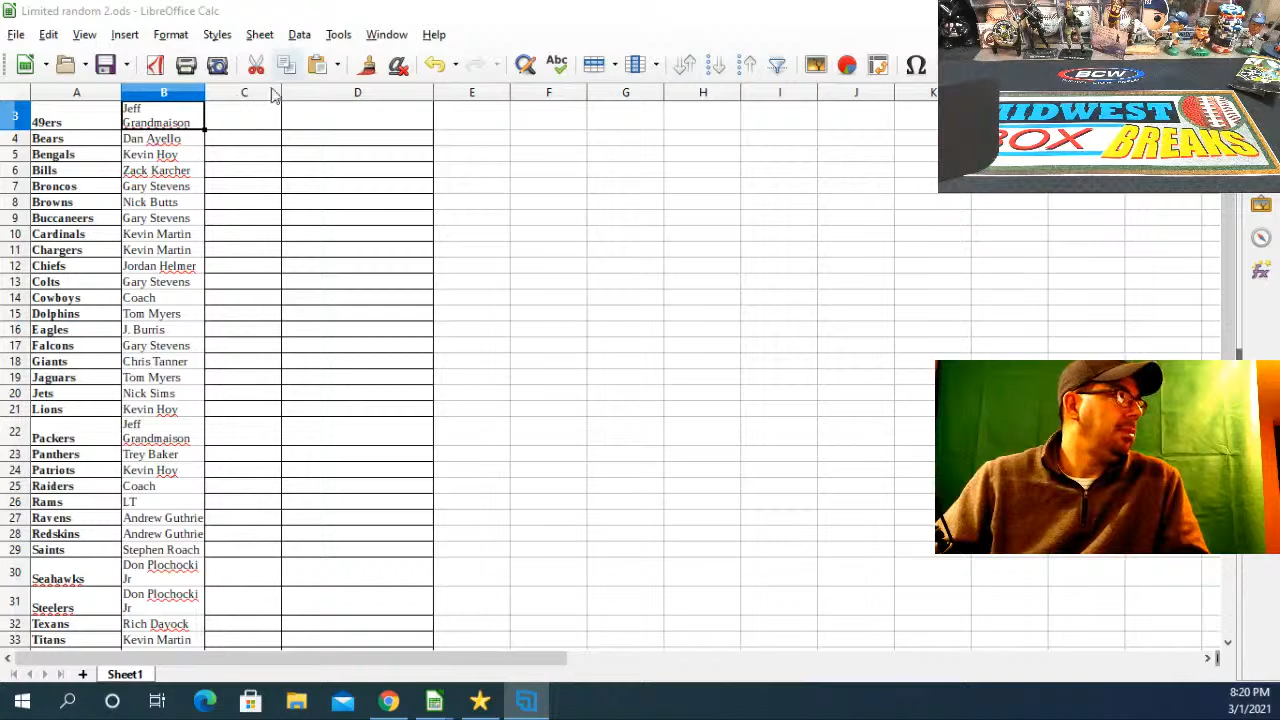 Limited random 2.ods - LibreOffice Calc
File Edit View Insert Format Styles Sheet Data Tools Window Help
A B C D E F G H I J K
3 49ers Jeff Grandmaison
4 Bears Dan Ayello
5 Bengals Kevin Hoy
6 Bills Zack Karcher
7 Broncos Gary Stevens
8 Browns Nick Butts
9 Buccaneers Gary Stevens
10 Cardinals Kevin Martin
11 Chargers Kevin Martin
12 Chiefs Jordan Helmer
13 Colts Gary Stevens
14 Cowboys Coach
15 Dolphins Tom Myers
16 Eagles J. Burris
17 Falcons Gary Stevens
18 Giants Chris Tanner
19 Jaguars Tom Myers
20 Jets Nick Sims
21 Lions Kevin Hoy
22 Packers Jeff Grandmaison
23 Panthers Trey Baker
24 Patriots Kevin Hoy
25 Raiders Coach
26 Rams LT
27 Ravens Andrew Guthrie
28 Redskins Andrew Guthrie
29 Saints Stephen Roach
30 Seahawks Don Plochocki Jr
31 Steelers Don Plochocki Jr
32 Texans Rich Dayock
33 Titans Kevin Martin
Sheet1
8:20 PM
3/1/2021
BCW
MIDWEST
BOX BREAKS